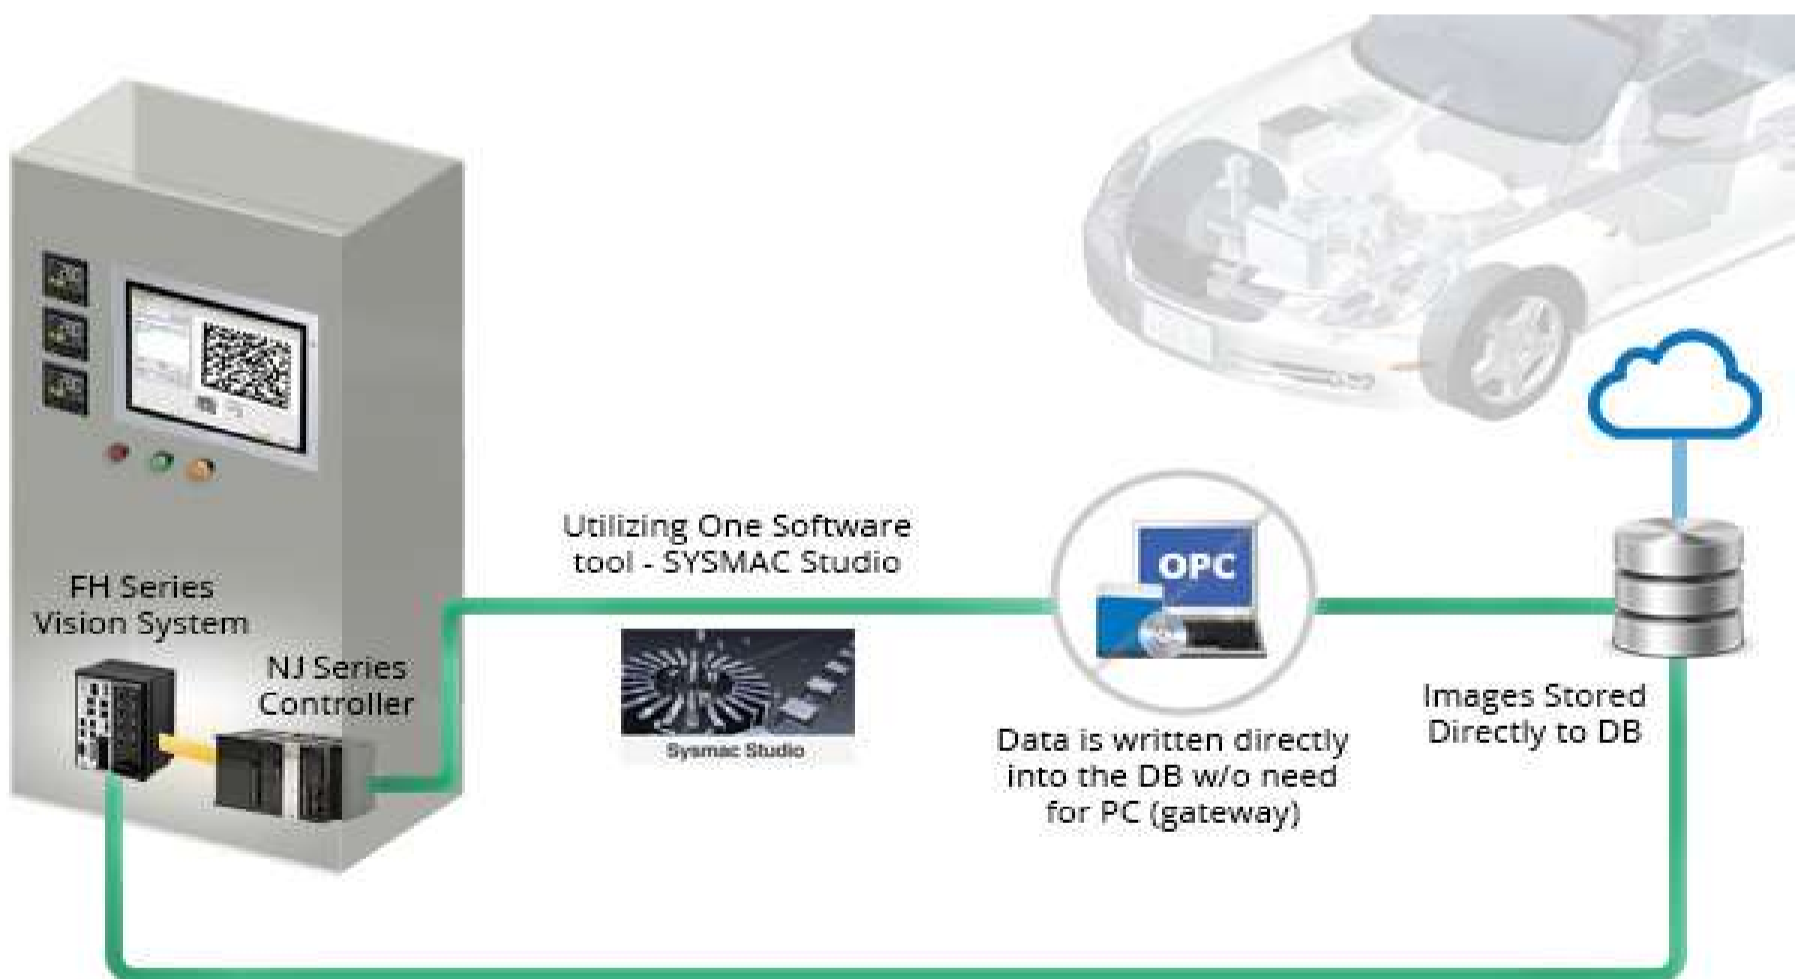 Utilizing One Software
tool - SYSMAC Studio
FH Series
Vision System
NJ Series
Controller
Sysmac Studio
OPC
Data is written directly
into the DB w/o need
for PC (gateway)
Images Stored
Directly to DB